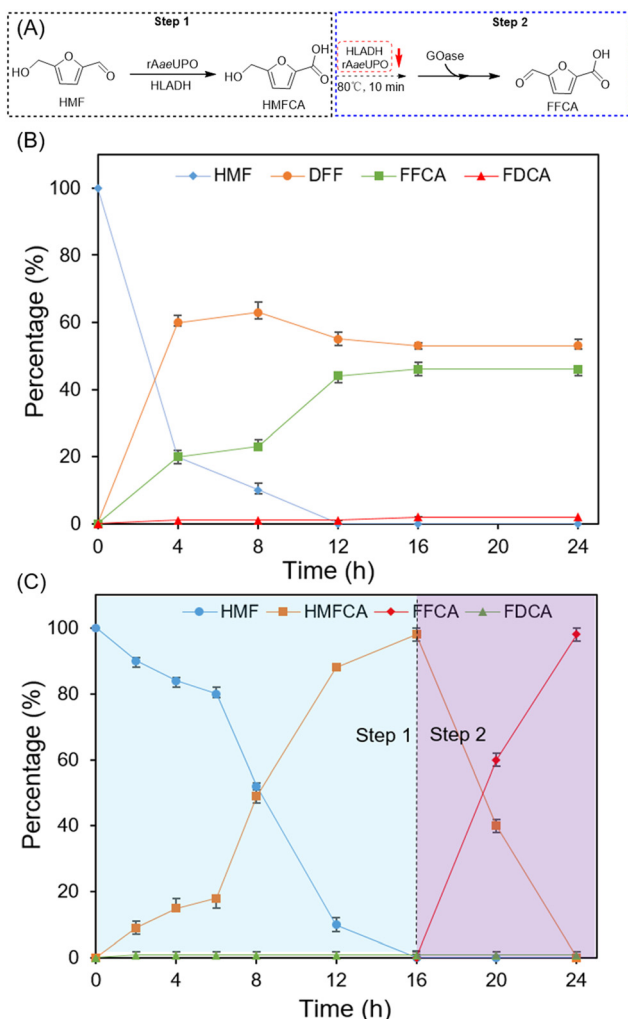 (A)
Step 1
Step 2
HO
O
O
HMF
rAaeUPO
HLADH
HO
O
OH
O
HMFCA
HLADH
rAaeUPO
80℃, 10 min
GOase
O
O
OH
O
FFCA
(B)
HMF DFF FFCA FDCA
100
80
60
40
20
0
Percentage (%)
0 4 8 12 16 20 24
Time (h)
(C)
HMF HMFCA FFCA FDCA
100
80
60
40
20
0
Percentage (%)
Step 1 Step 2
0 4 8 12 16 20 24
Time (h)